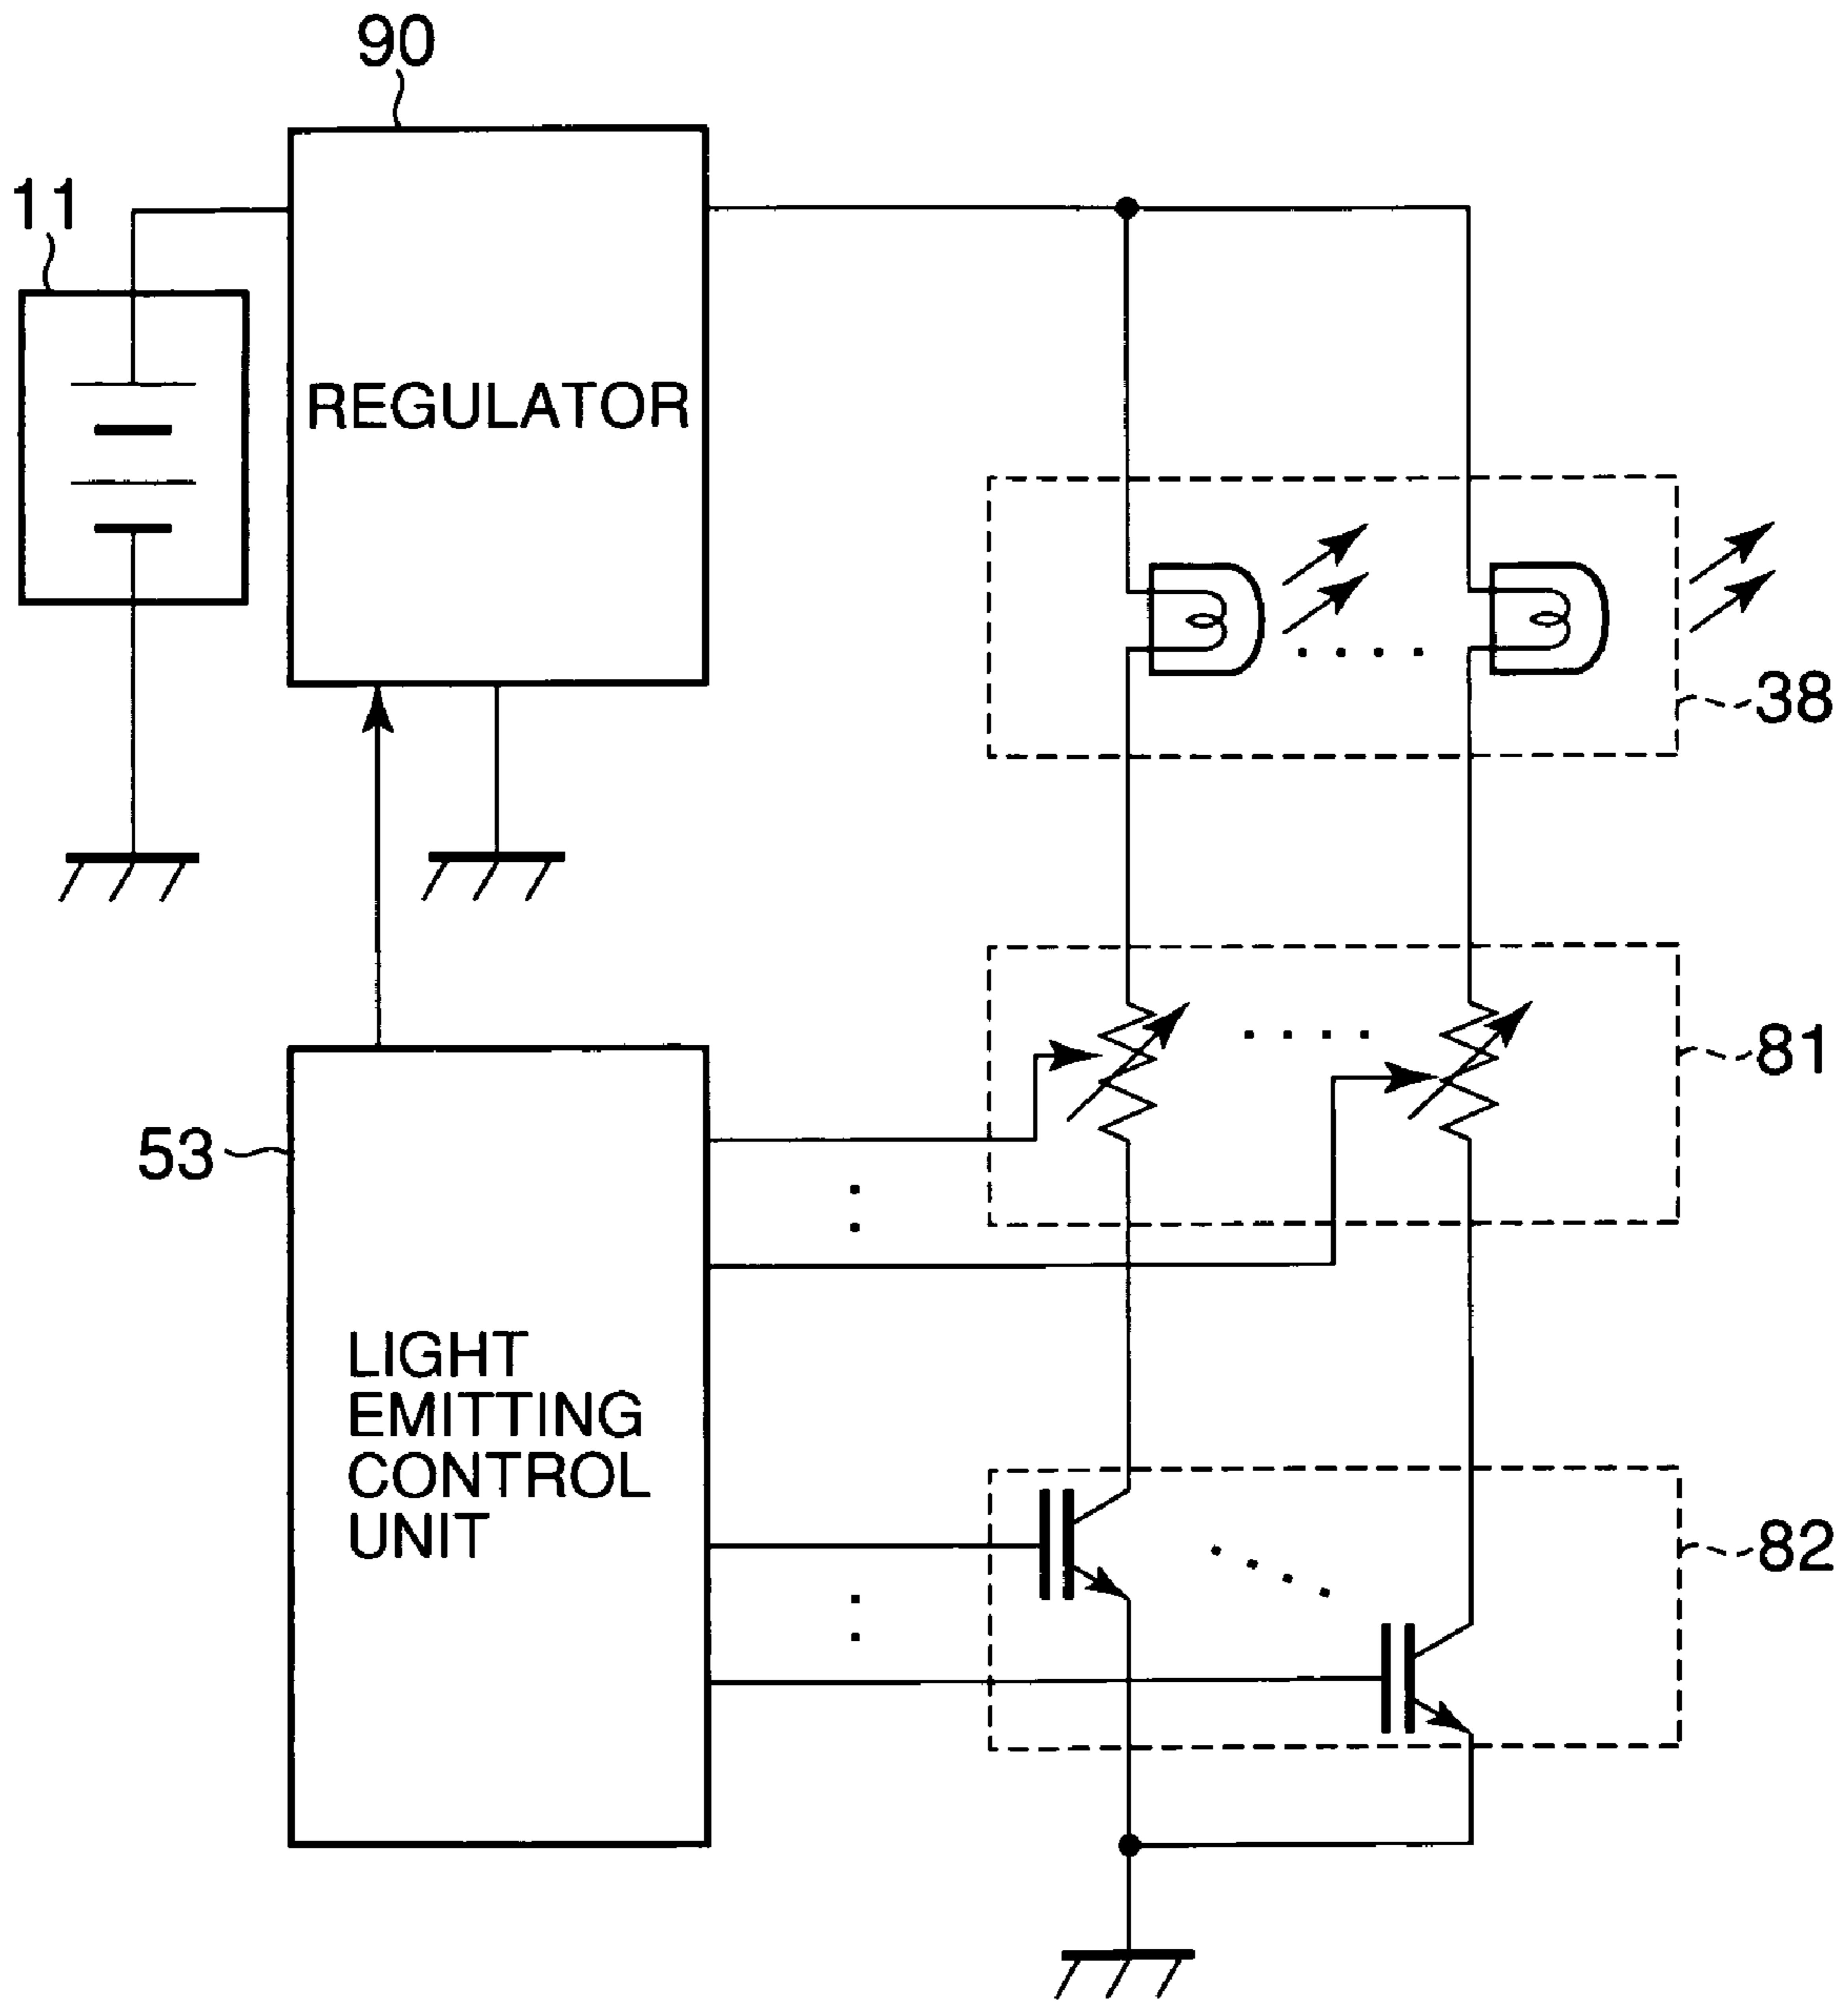 90
11
REGULATOR
38
81
53
LIGHT
EMITTING
CONTROL
UNIT
82